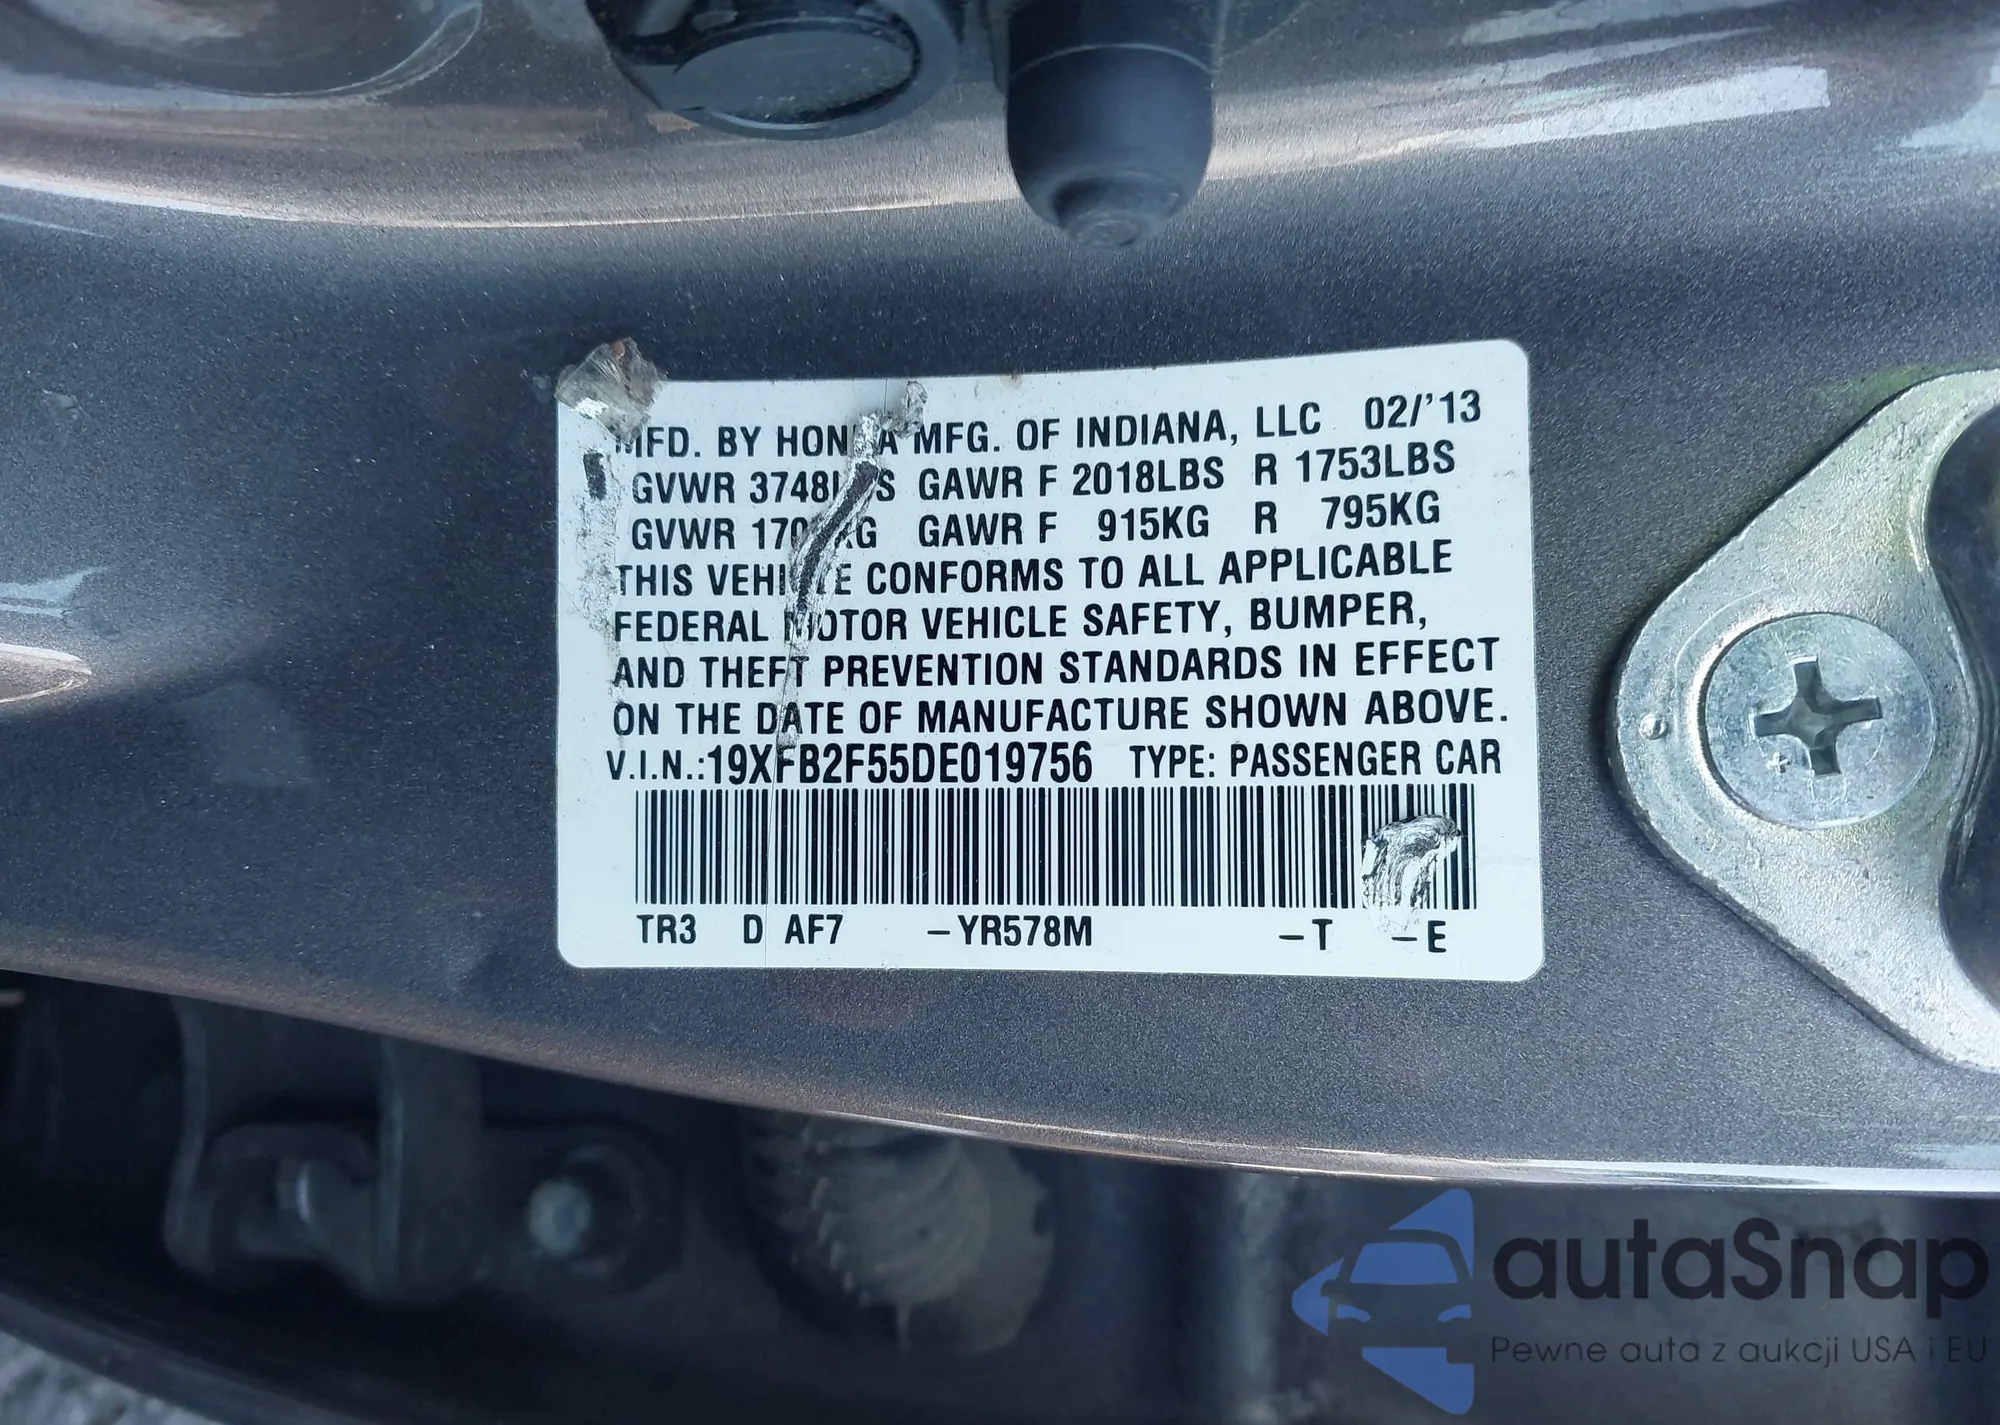 MFD. BY HONDA MFG. OF INDIANA, LLC 02/'13
GVWR 3748LBS GAWR F 2018LBS R 1753LBS
GVWR GAWR F 915KG R 795KG
THIS VEHICLE CONFORMS TO ALL APPLICABLE
FEDERAL MOTOR VEHICLE SAFETY, BUMPER,
AND THEFT PREVENTION STANDARDS IN EFFECT
ON THE DATE OF MANUFACTURE SHOWN ABOVE.
V.I.N.:19XFB2F55DE019756 TYPE: PASSENGER CAR
TR3 D AF7 –YR578M –T –E
autaSnap
Pewne auta z aukcji USA i EU